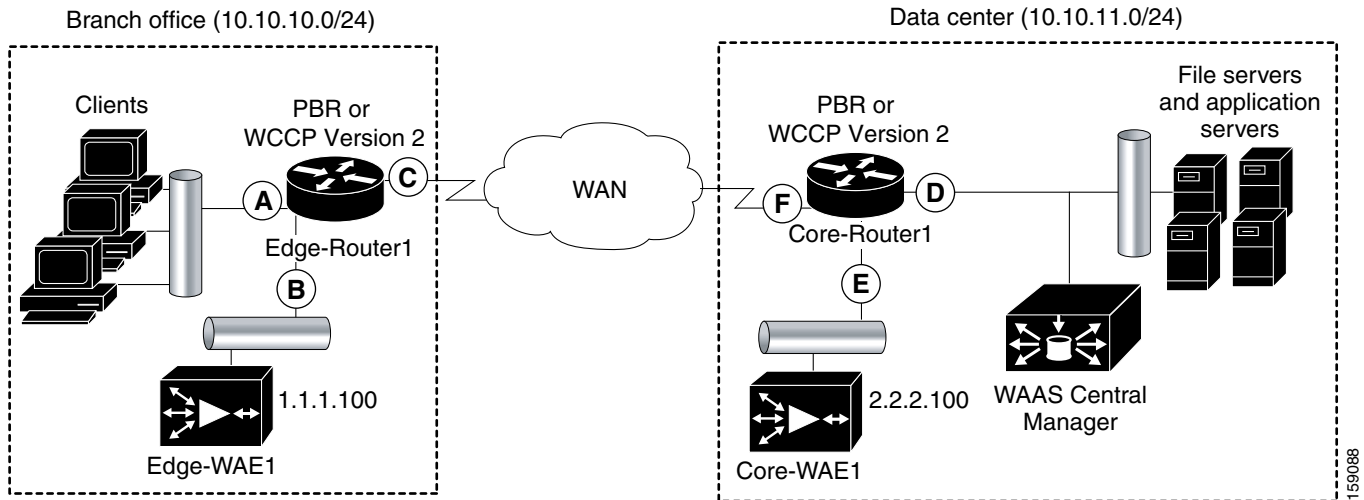 Branch office (10.10.10.0/24)
Data center (10.10.11.0/24)
Clients
PBR or
WCCP Version 2
A
C
Edge-Router1
B
1.1.1.100
Edge-WAE1
WAN
PBR or
WCCP Version 2
F
D
Core-Router1
E
2.2.2.100
Core-WAE1
File servers
and application
servers
WAAS Central
Manager
159088